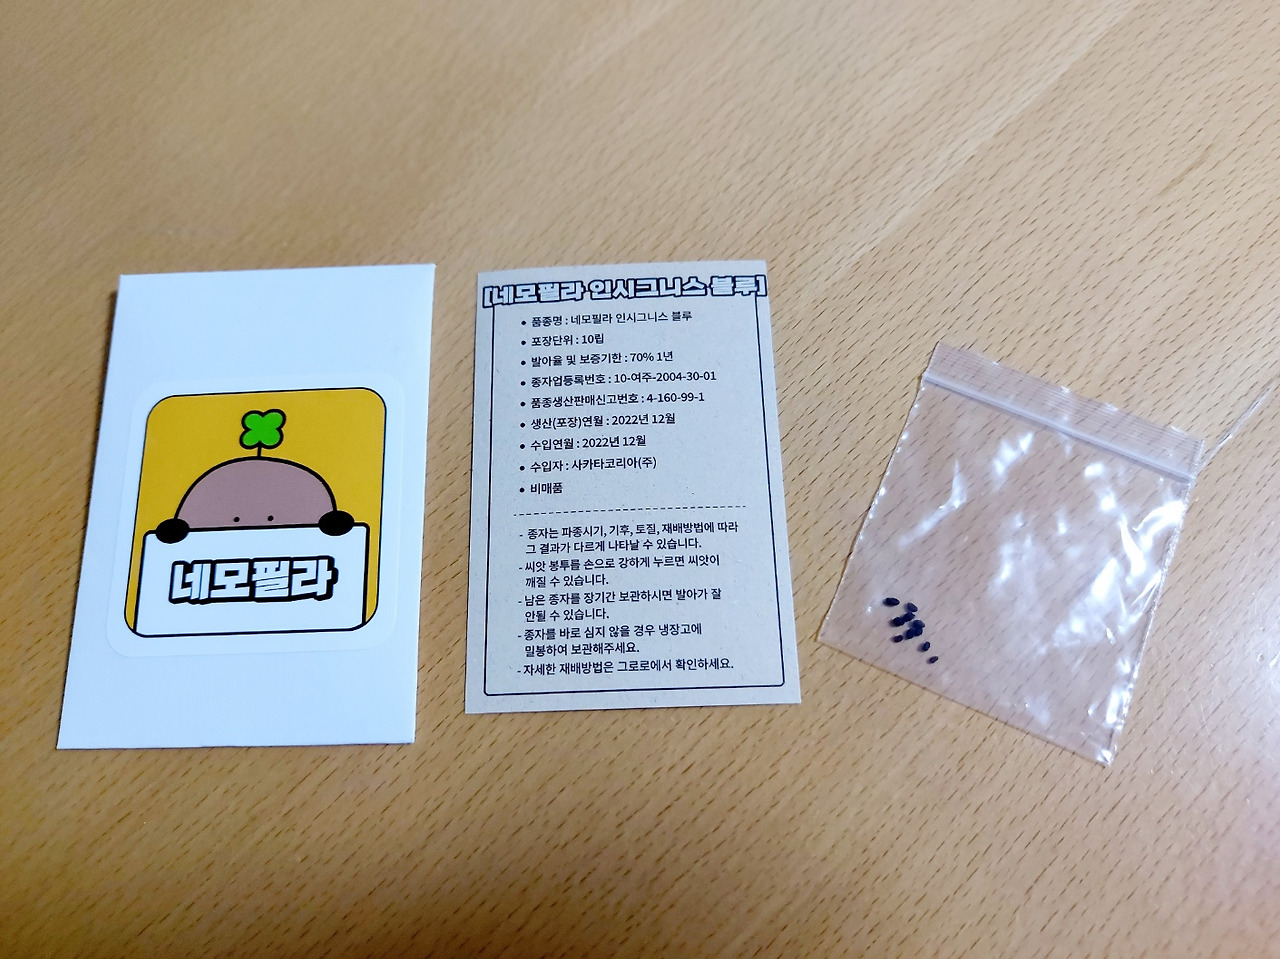 네모필라
[네모필라 인시그니스 블루]
• 품종명 : 네모필라 인시그니스 블루
• 포장단위 : 10립
• 발아율 및 보증기한 : 70% 1년
• 종자업등록번호 : 10-여주-2004-30-01
• 품종생산판매신고번호 : 4-160-99-1
• 생산(포장)연월 : 2022년 12월
• 수입연월 : 2022년 12월
• 수입자 : 사카타코리아(주)
• 비매품
- 종자는 파종시기, 기후, 토질, 재배방법에 따라
그 결과가 다르게 나타날 수 있습니다.
- 씨앗 봉투를 손으로 강하게 누르면 씨앗이
깨질 수 있습니다.
- 남은 종자를 장기간 보관하시면 발아가 잘
안될 수 있습니다.
- 종자를 바로 심지 않을 경우 냉장고에
밀봉하여 보관해주세요.
- 자세한 재배방법은 그로로에서 확인하세요.